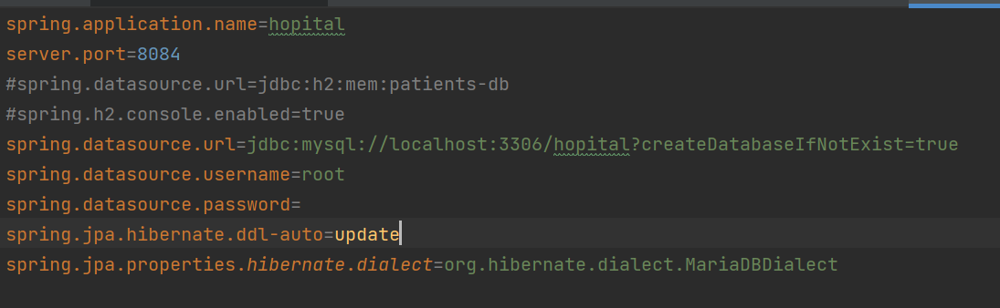 spring.application.name=hopital
server.port=8084
#spring.datasource.url=jdbc:h2:mem:patients-db
#spring.h2.console.enabled=true
spring.datasource.url=jdbc:mysql://localhost:3306/hopital?createDatabaseIfNotExist=true
spring.datasource.username=root
spring.datasource.password=
spring.jpa.hibernate.ddl-auto=update
spring.jpa.properties.hibernate.dialect=org.hibernate.dialect.MariaDBDialect